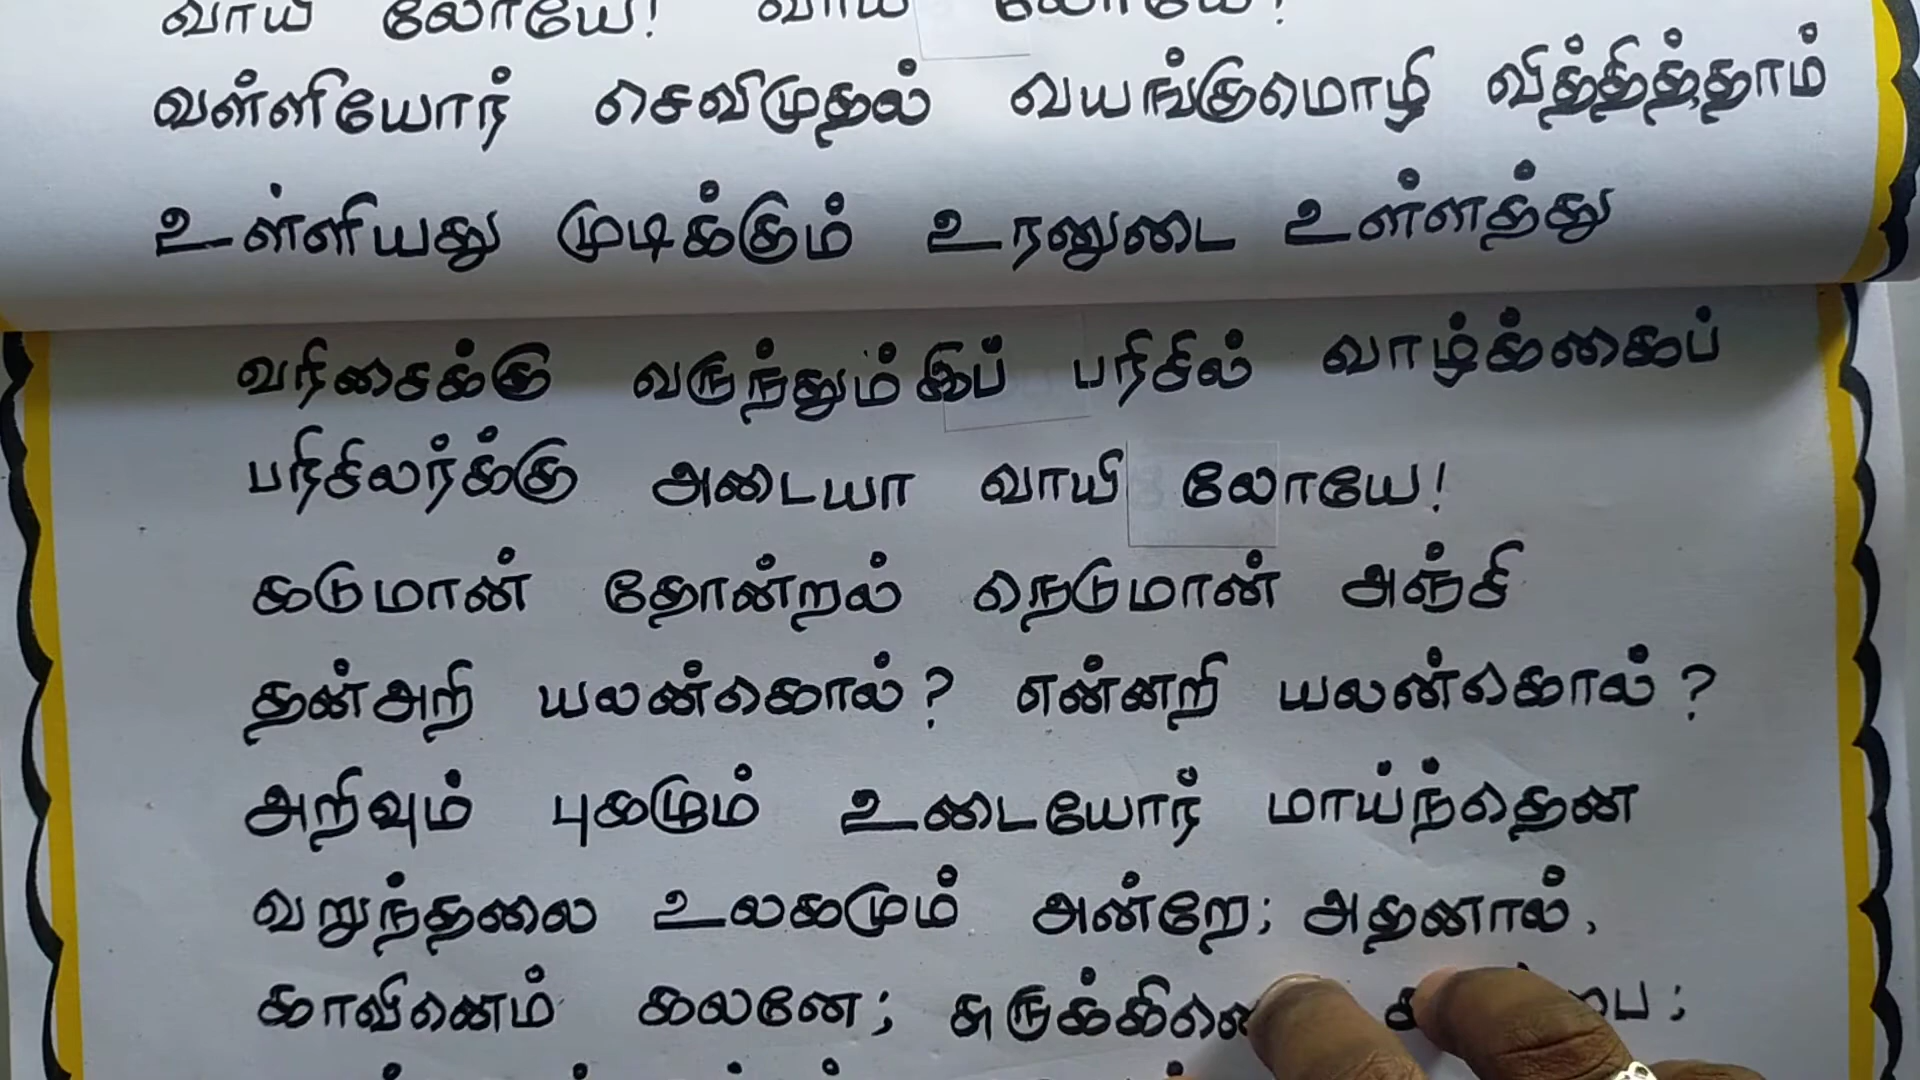 வாயி லோயே! வாயி லோயே!
வள்ளியோர் செவிமுதல் வயங்குமொழி வித்தித்தாம்
உள்ளியது முடிக்கும் உரனுடை உள்ளத்து
வரிசைக்கு வருந்தும்இப் பரிசில் வாழ்க்கைப்
பரிசிலர்க்கு அடையா வாயி லோயே!
கடுமான் தோன்றல் நெடுமான் அஞ்சி
தன்அறி யலன்கொல்? என்னறி யலன்கொல்?
அறிவும் புகழும் உடையோர் மாய்ந்தென
வறுந்தலை உலகமும் அன்றே; அதனால்,
காவினெம் கலனே;